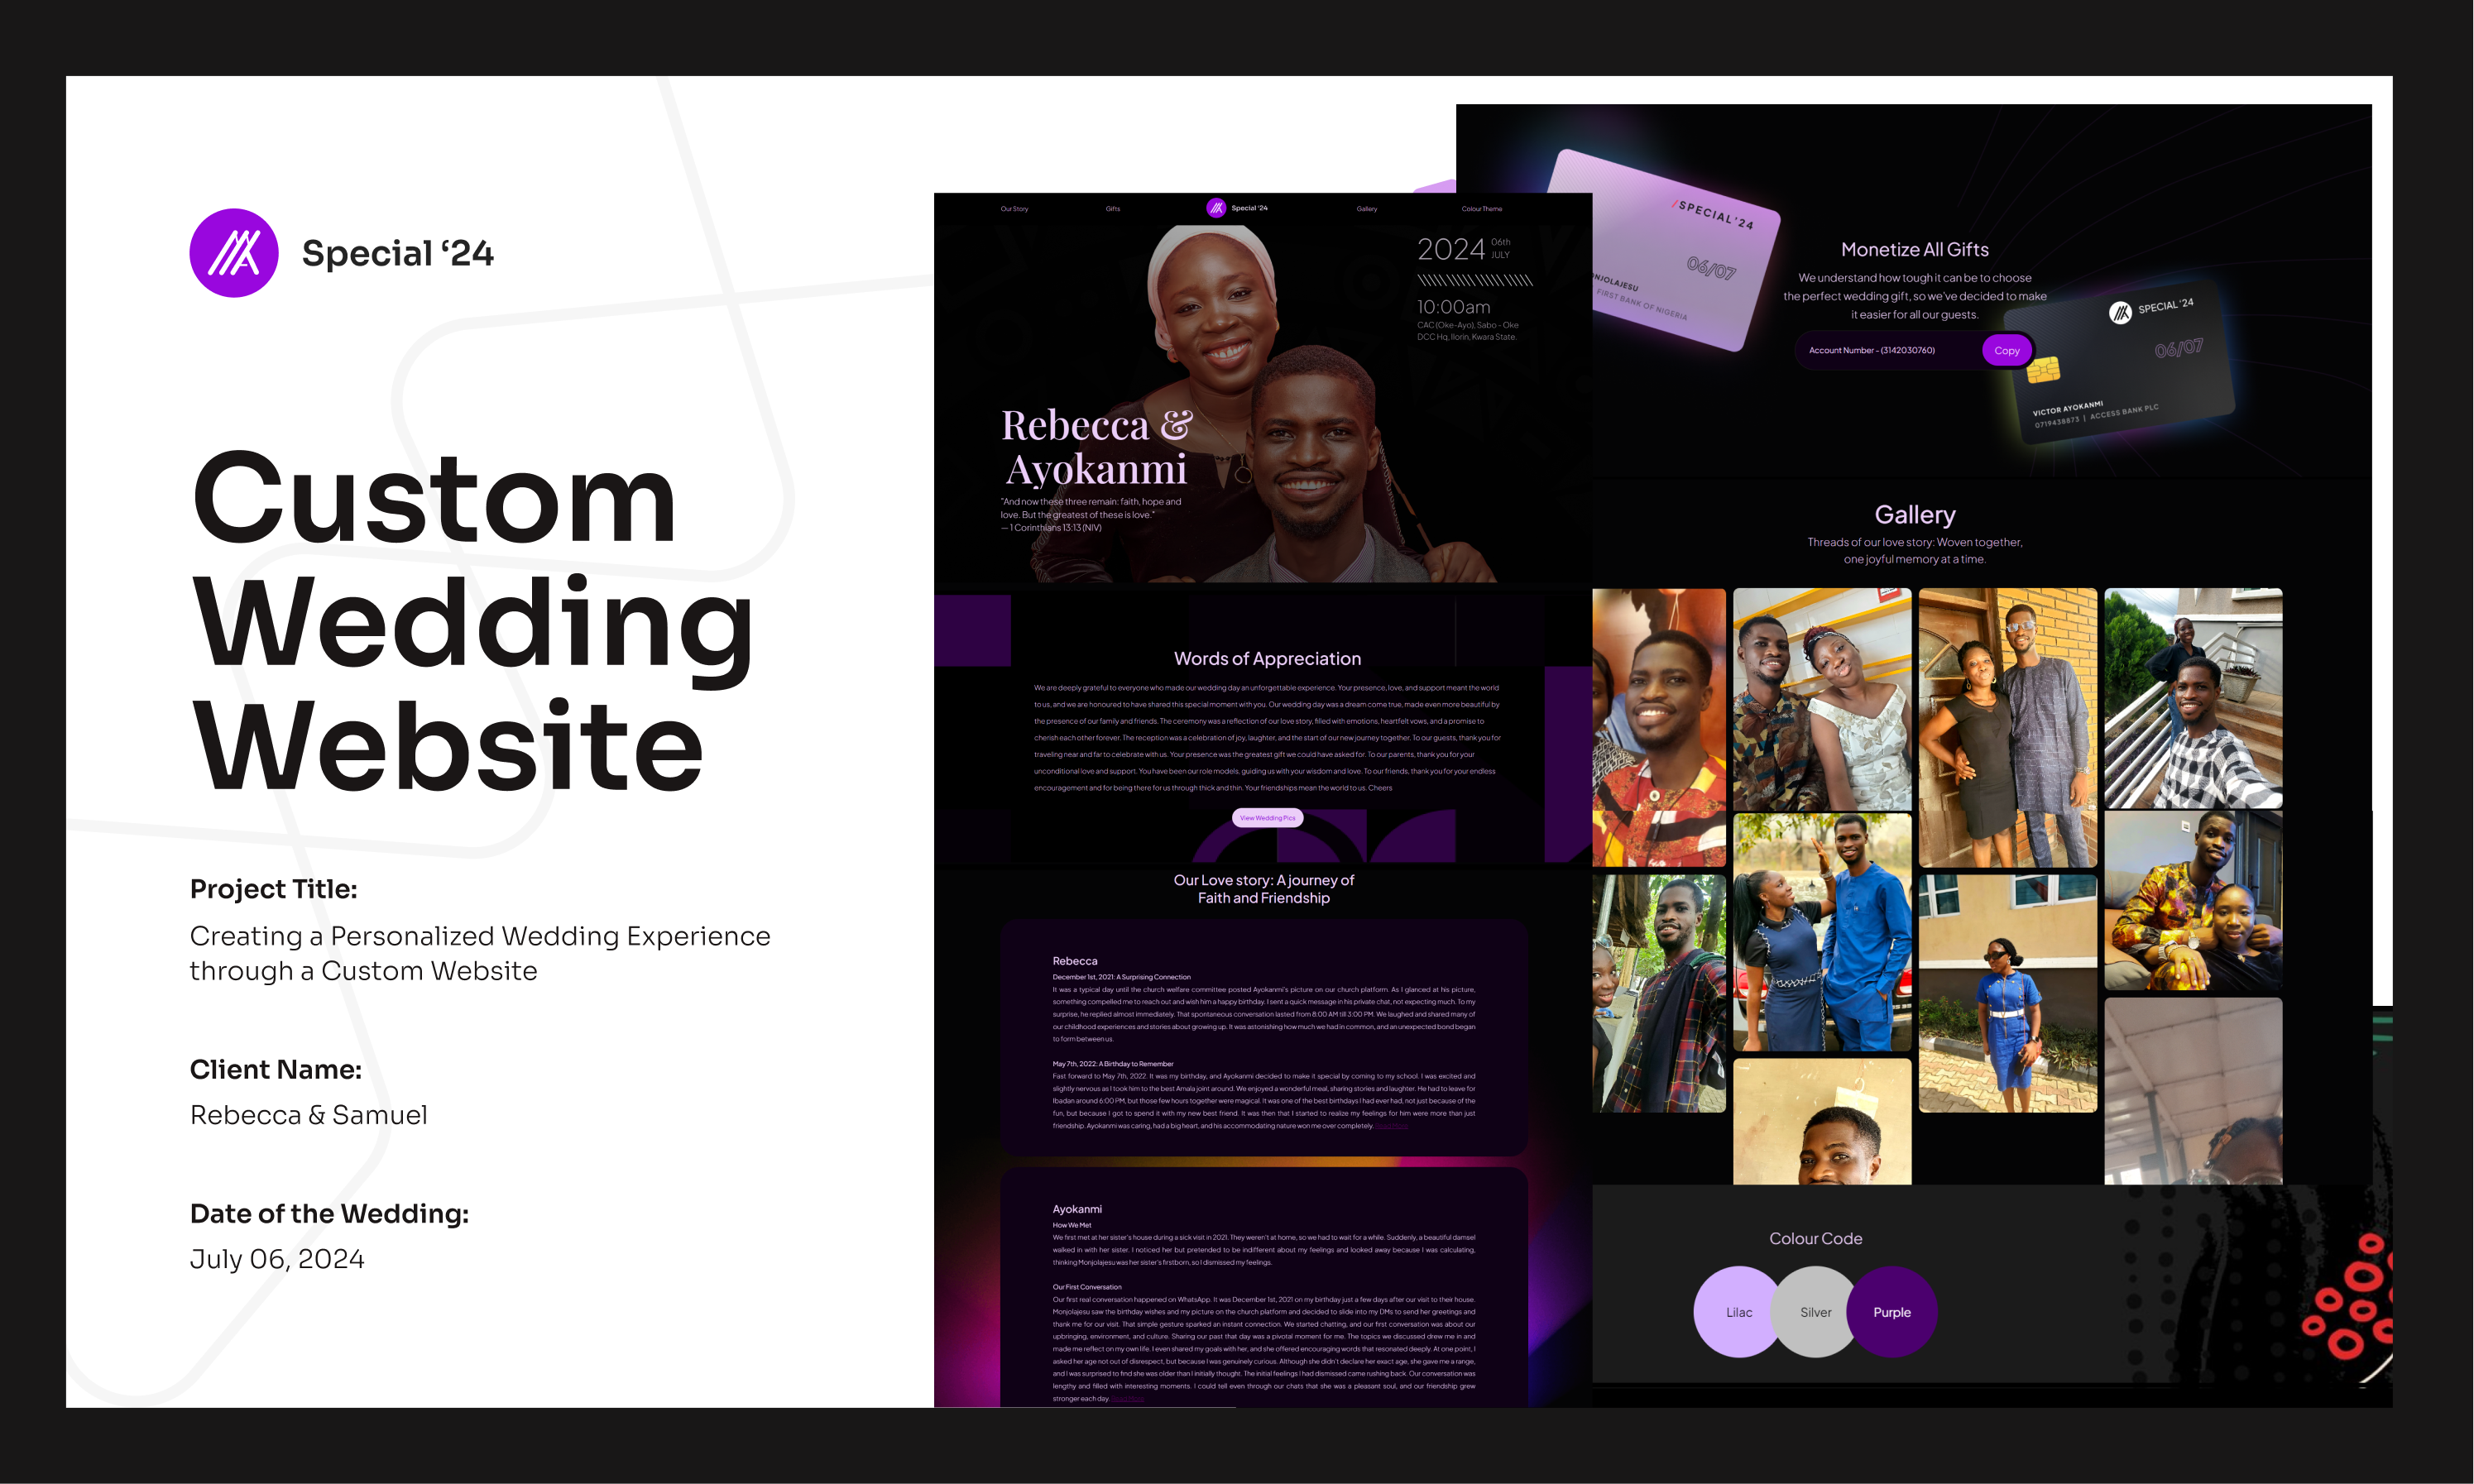 Special ‘24
Custom
Wedding
Website
Project Title:
Creating a Personalized Wedding Experience
through a Custom Website
Client Name:
Rebecca & Samuel
Date of the Wedding:
July 06, 2024
Our Story
Gifts
Special ‘24
Gallery
Colour Theme
2024 06th
JULY
10:00am
CAC (Oke-Ayo), Sabo - Oke
DCC Hq, Ilorin, Kwara State.
Rebecca &
Ayokanmi
"And now these three remain: faith, hope and
love. But the greatest of these is love."
— 1 Corinthians 13:13 (NIV)
Words of Appreciation
We are deeply grateful to everyone who made our wedding day an unforgettable experience. Your presence, love, and support meant the world
to us, and we are honoured to have shared this special moment with you. Our wedding day was a dream come true, made even more beautiful by
the presence of our family and friends. The ceremony was a reflection of our love story, filled with emotions, heartfelt vows, and a promise to
cherish each other forever. The reception was a celebration of joy, laughter, and the start of our new journey together. To our guests, thank you for
traveling near and far to celebrate with us. Your presence was the greatest gift we could have asked for. To our parents, thank you for your
unconditional love and support. You have been our role models, guiding us with your wisdom and love. To our friends, thank you for your endless
encouragement and for being there for us through thick and thin. Your friendships mean the world to us. Cheers
View Wedding Pics
Our Love story: A journey of
Faith and Friendship
Rebecca
December 1st, 2021: A Surprising Connection
It was a typical day until the church welfare committee posted Ayokanmi's picture on our church platform. As I glanced at his picture,
something compelled me to reach out and wish him a happy birthday. I sent a quick message in his private chat, not expecting much. To my
surprise, he replied almost immediately. That spontaneous conversation lasted from 8:00 AM till 3:00 PM. We laughed and shared many of
our childhood experiences and stories about growing up. It was astonishing how much we had in common, and an unexpected bond began
to form between us.
May 7th, 2022: A Birthday to Remember
Fast forward to May 7th, 2022. It was my birthday, and Ayokanmi decided to make it special by coming to my school. I was excited and
slightly nervous as I took him to the best Amala joint around. We enjoyed a wonderful meal, sharing stories and laughter. He had to leave for
Ibadan around 6:00 PM, but those few hours together were magical. It was one of the best birthdays I had ever had, not just because of the
fun, but because I got to spend it with my new best friend. It was then that I started to realize my feelings for him were more than just
friendship. Ayokanmi was caring, had a big heart, and his accommodating nature won me over completely. Read More
Ayokanmi
How We Met
We first met at her sister's house during a sick visit in 2021. They weren't at home, so we had to wait for a while. Suddenly, a beautiful damsel
walked in with her sister. I noticed her but pretended to be indifferent about my feelings and looked away because I was calculating,
thinking Monjolajesu was her sister's firstborn, so I dismissed my feelings.
Our First Conversation
Our first real conversation happened on WhatsApp. It was December 1st, 2021 on my birthday just a few days after our visit to their house.
Monjolajesu saw the birthday wishes and my picture on the church platform and decided to slide into my DMs to send her greetings and
thank me for our visit. That simple gesture sparked an instant connection. We started chatting, and our first conversation was about our
upbringing, environment, and culture. Sharing our past that day was a pivotal moment for me. The topics we discussed drew me in and
made me reflect on my own life. I even shared my goals with her, and she offered encouraging words that resonated deeply. At one point, I
asked her age not out of disrespect, but because I was genuinely curious. Although she didn't declare her exact age, she gave me a range,
and I was surprised to find she was older than I initially thought. The initial feelings I had dismissed came rushing back. Our conversation was
lengthy and filled with interesting moments. I could tell even through our chats that she was a pleasant soul, and our friendship grew
stronger each day. Read More
/SPECIAL'24
06/07
NJOLAJESU
FIRST BANK OF NIGERIA
Monetize All Gifts
We understand how tough it can be to choose
the perfect wedding gift, so we've decided to make
it easier for all our guests.
Account Number - (3142030760)
Copy
SPECIAL '24
06/07
VICTOR AYOKANMI
0719438873 | ACCESS BANK PLC
Gallery
Threads of our love story: Woven together,
one joyful memory at a time.
Colour Code
Lilac
Silver
Purple